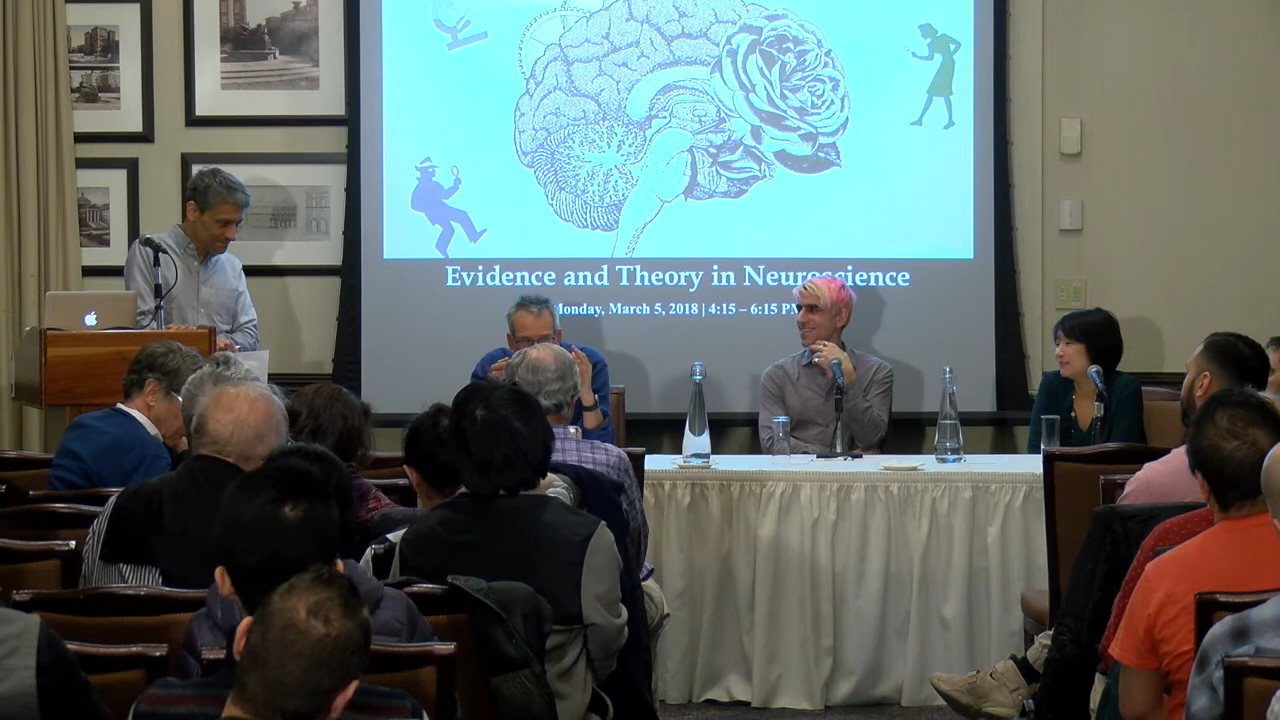 Evidence and Theory in Neuroscience
Monday, March 5, 2018 | 4:15 – 6:15 PM